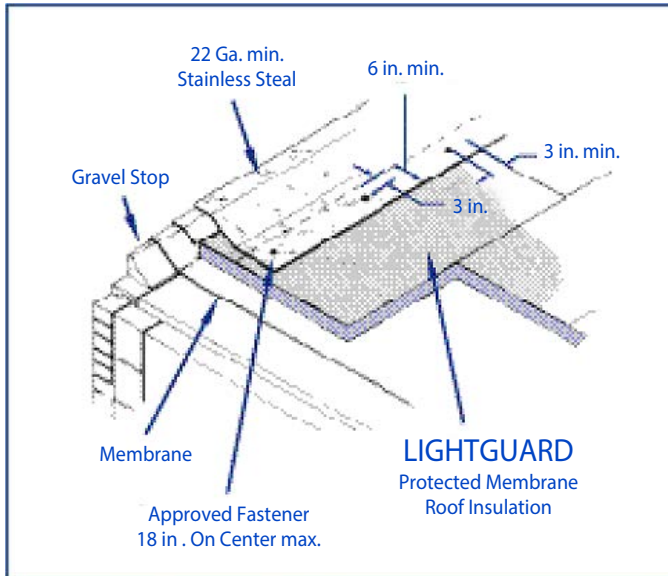 22 Ga. min.
Stainless Steal
6 in. min.
3 in. min.
Gravel Stop
3 in.
Membrane
LIGHTGUARD
Protected Membrane
Roof Insulation
Approved Fastener
18 in . On Center max.